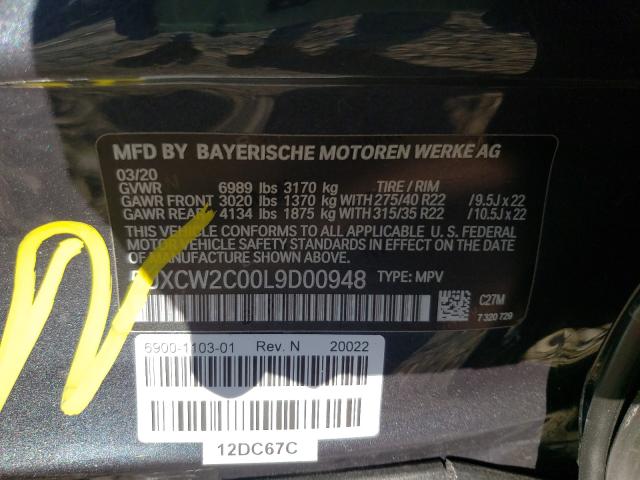 MFD BY BAYERISCHE MOTOREN WERKE AG
03/20
GVWR 6989 lbs 3170 kg TIRE / RIM
GAWR FRONT 3020 lbs 1370 kg WITH 275/40 R22 / 9.5J x 22
GAWR REAR 4134 lbs 1875 kg WITH 315/35 R22 / 10.5J x 22
THIS VEHICLE CONFORMS TO ALL APPLICABLE U. S. FEDERAL
MOTOR VEHICLE SAFETY STANDARDS IN EFFECT ON THE DATE OF
MANUFACTURE SHOWN ABOVE.
5UXCW2C00L9D00948 TYPE: MPV
C27M
7 320 729
6900-1103-01 Rev. N 20022
12DC67C